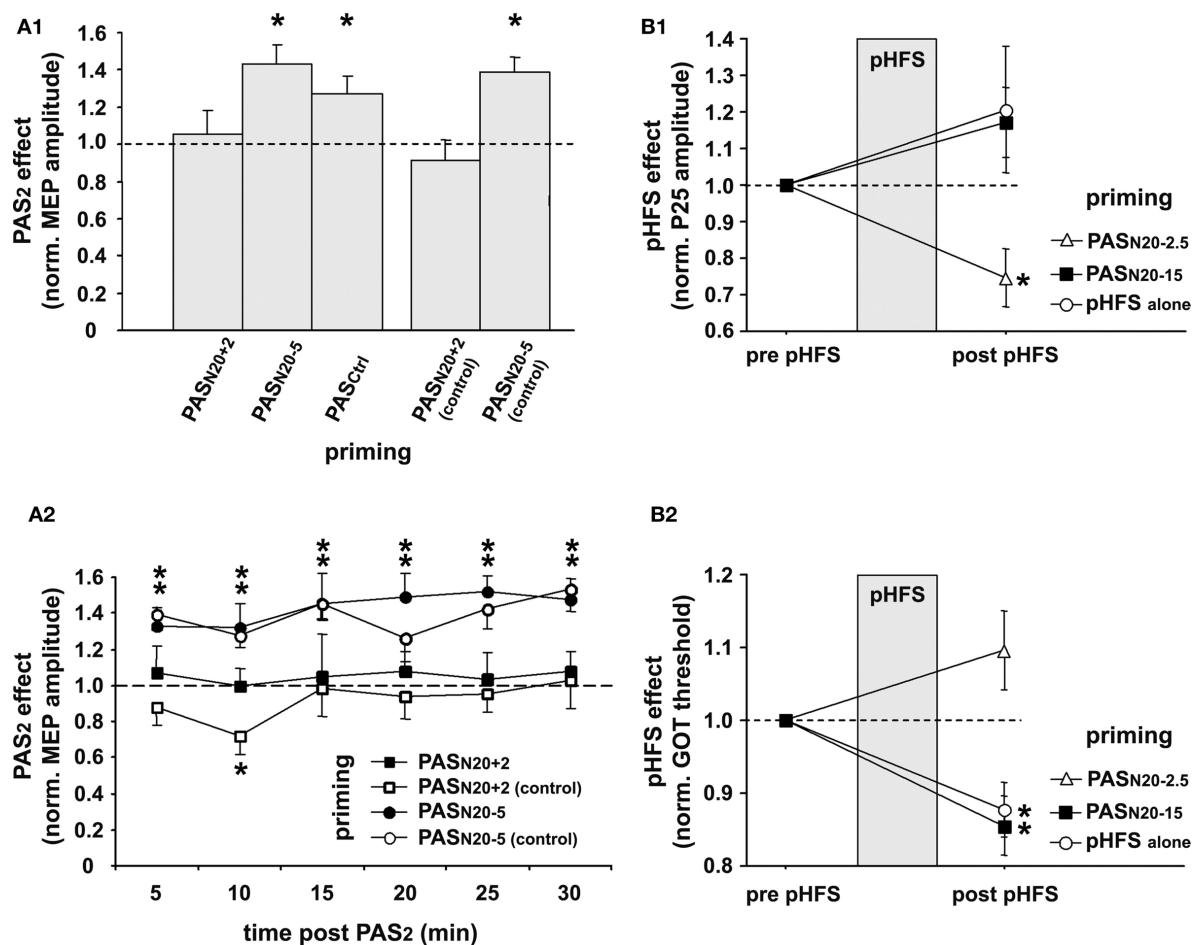 A1
PAS2 effect
(norm. MEP amplitude)
1.6
1.4
1.2
1.0
0.8
0.6
0.4
0.2
0
* * *
PASN20+2
PASN20-5
PASCtrl
PASN20+2
(control)
PASN20-5
(control)
priming
B1
pHFS effect
(norm. P25 amplitude)
1.4
1.3
1.2
1.1
1.0
0.9
0.8
0.7
0.6
pHFS
priming
PASN20-2.5
PASN20-15
pHFS alone
*
pre pHFS post pHFS
A2
PAS2 effect
(norm. MEP amplitude)
1.6
1.4
1.2
1.0
0.8
0.6
0.4
0.2
0
* * * * * *
* * * * * *
*
priming
PASN20+2
PASN20+2 (control)
PASN20-5
PASN20-5 (control)
5 10 15 20 25 30
time post PAS2 (min)
B2
pHFS effect
(norm. GOT threshold)
1.2
1.1
1.0
0.9
0.8
pHFS
priming
PASN20-2.5
PASN20-15
pHFS alone
*
*
pre pHFS post pHFS